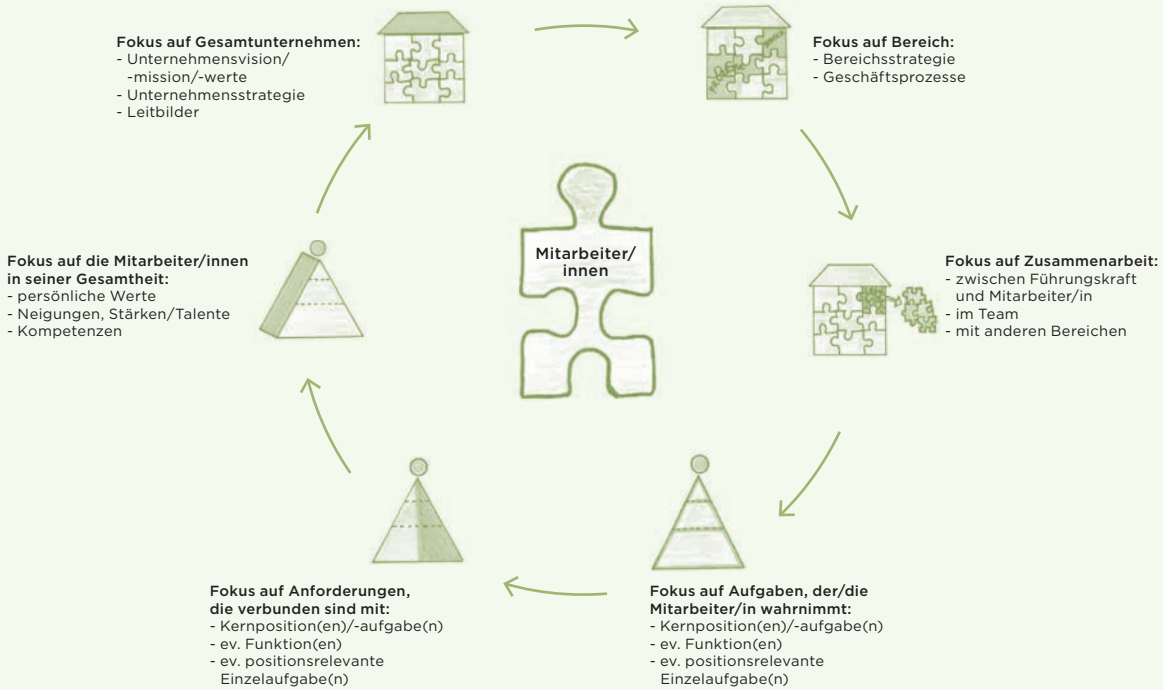 Fokus auf Gesamtunternehmen:
- Unternehmensvision/
-mission/-werte
- Unternehmensstrategie
- Leitbilder
Fokus auf Bereich:
- Bereichsstrategie
- Geschäftsprozesse
Fokus auf Zusammenarbeit:
- zwischen Führungskraft
und Mitarbeiter/in
- im Team
- mit anderen Bereichen
Fokus auf Aufgaben, der/die
Mitarbeiter/in wahrnimmt:
- Kernposition(en)/-aufgabe(n)
- ev. Funktion(en)
- ev. positionsrelevante
Einzelaufgabe(n)
Fokus auf Anforderungen,
die verbunden sind mit:
- Kernposition(en)/-aufgabe(n)
- ev. Funktion(en)
- ev. positionsrelevante
Einzelaufgabe(n)
Fokus auf die Mitarbeiter/innen
in seiner Gesamtheit:
- persönliche Werte
- Neigungen, Stärken/Talente
- Kompetenzen
Mitarbeiter/
innen